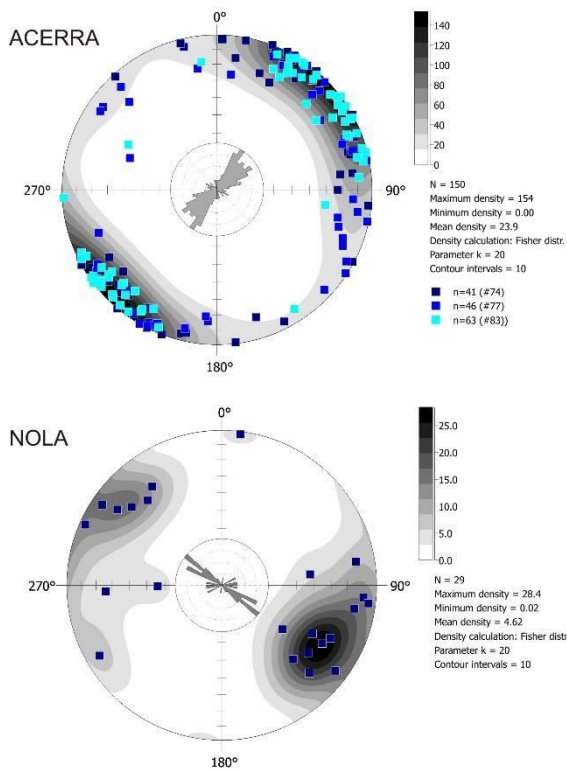 ACERRA
0°
270°
90°
180°
140
120
100
80
60
40
20
0
N = 150
Maximum density = 154
Minimum density = 0.00
Mean density = 23.9
Density calculation: Fisher distr.
Parameter k = 20
Contour intervals = 10
n=41 (#74)
n=46 (#77)
n=63 (#83))
NOLA
0°
270°
90°
180°
25.0
20.0
15.0
10.0
5.0
0.0
N = 29
Maximum density = 28.4
Minimum density = 0.02
Mean density = 4.62
Density calculation: Fisher distr
Parameter k = 20
Contour intervals = 10